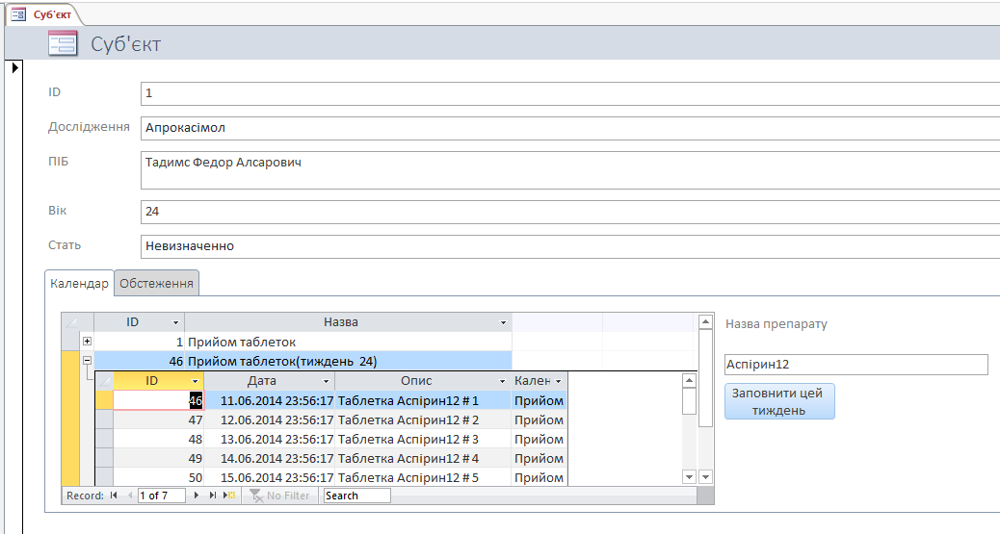 Суб'єкт
Суб'єкт
ID 1
Дослідження Апрокасімол
ПІБ Тадимс Федор Алсарович
Вік 24
Стать Невизначенно
Календар Обстеження
ID Назва
1 Прийом таблеток
46 Прийом таблеток(тиждень 24)
ID Дата Опис Кален
46 11.06.2014 23:56:17 Таблетка Аспірин12 # 1 Прийом
47 12.06.2014 23:56:17 Таблетка Аспірин12 # 2 Прийом
48 13.06.2014 23:56:17 Таблетка Аспірин12 # 3 Прийом
49 14.06.2014 23:56:17 Таблетка Аспірин12 # 4 Прийом
50 15.06.2014 23:56:17 Таблетка Аспірин12 # 5 Прийом
Record: 1 of 7 No Filter Search
Назва препарату
Аспірин12
Заповнити цей
тиждень